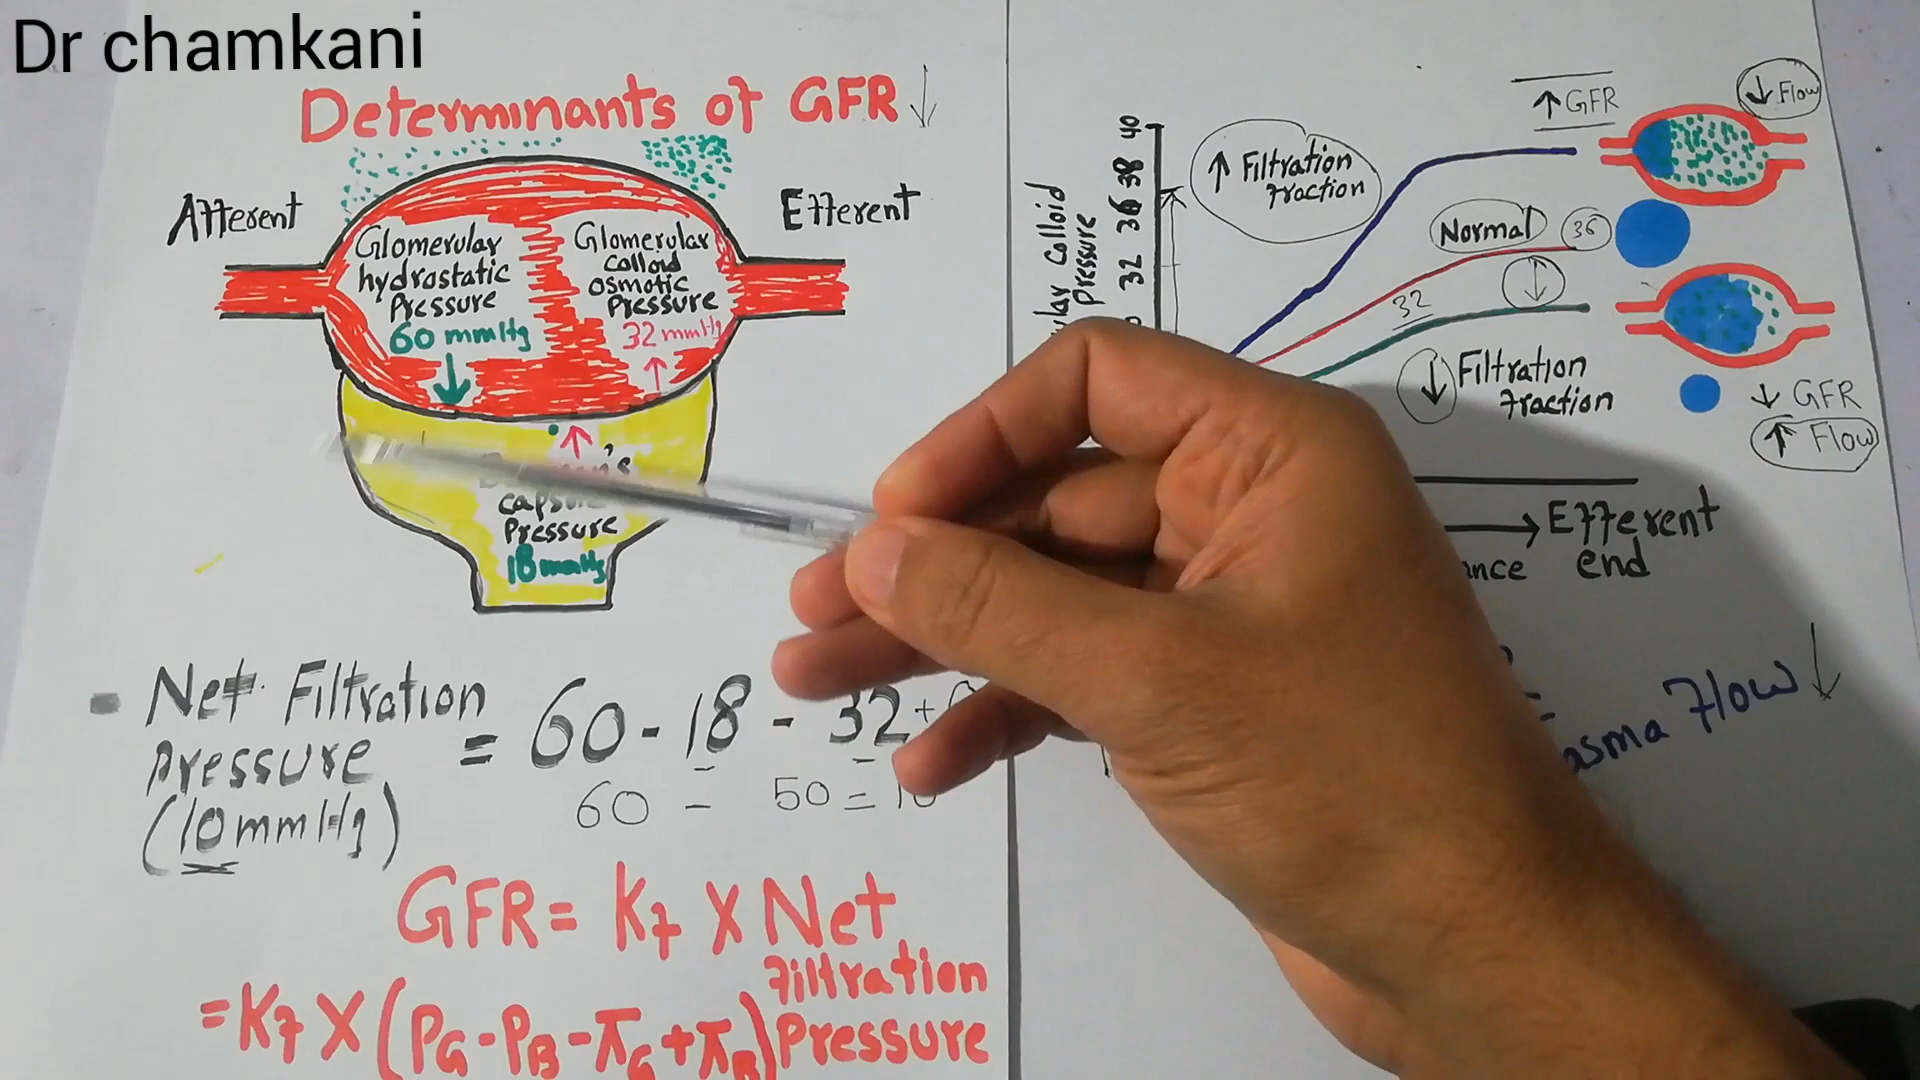 Dr chamkani
Determinants of GFR ↓
Afferent
Efferent
Glomerular
hydrostatic
Pressure
60 mmHg
Glomerular
colloid
osmotic
Pressure
32 mmHg
Pressure
18 mmHg
- Net Filtration
Pressure
(10mmHg)
= 60 - 18 - 32 +
60 - 50 = 10
GFR = Kf X Net
Filtration
Pressure
= Kf X (PG - PB - πG + πB)
40
38
36
32
Pressure
↑ Filtration
fraction
↑ GFR
↓ Flow
Normal
36
32
↓ Filtration
fraction
↓ GFR
↑ Flow
→ Efferent
end
Flow ↓